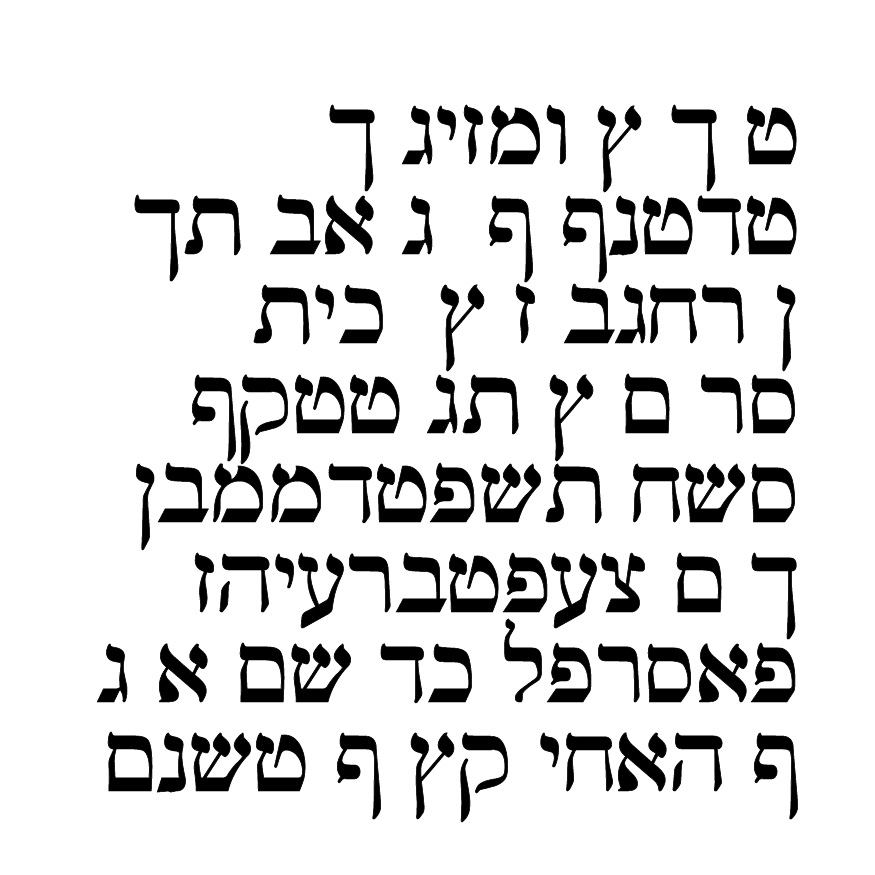 ט ך ץ ומזיג ך
טדטנף ף ג אב תך
ן רחגב ז ץ כית
סר ם ץ תג טטקף
סשח תשפטדממבן
ך ם צעפטברעיהז
פאסרפל כד שם א ג
ף האחי קץ ף טשנם